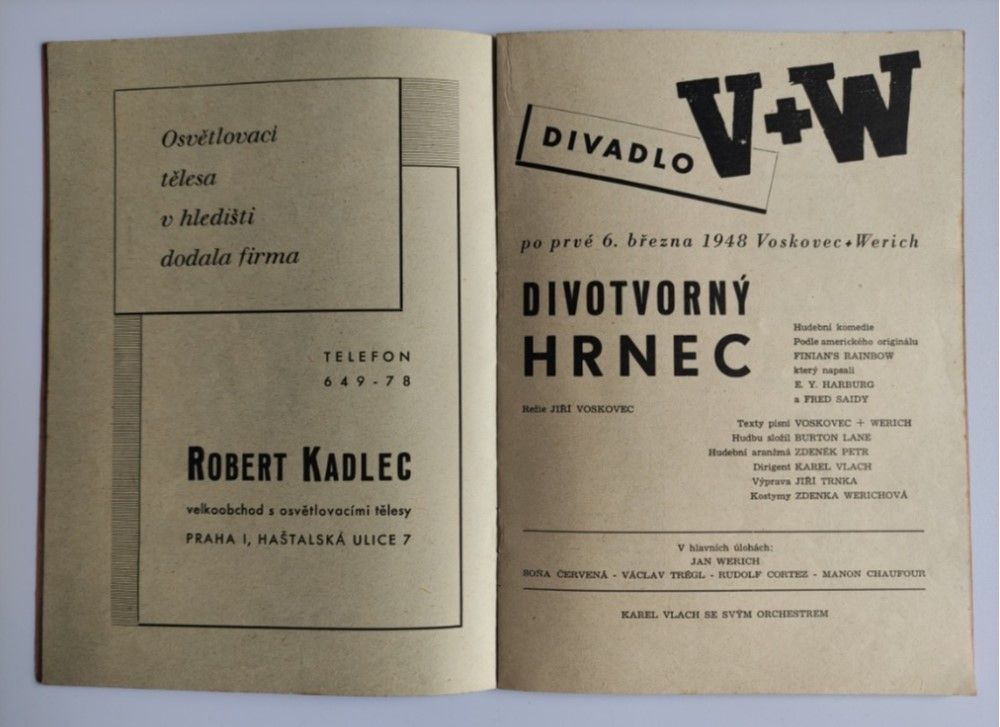 Osvětlovací
tělesa
v hledišti
dodala firma
TELEFON
649-78
ROBERT KADLEC
velkoobchod s osvětlovacími tělesy
PRAHA I, HAŠTALSKÁ ULICE 7
DIVADLO V+W
po prvé 6. března 1948 Voskovec+Werich
DIVOTVORNÝ
HRNEC
Hudební komedie
Podle amerického originálu
FINIAN'S RAINBOW
který napsali
E. Y. HARBURG
a FRED SAIDY
Režie JIŘÍ VOSKOVEC
Texty písní VOSKOVEC + WERICH
Hudbu složil BURTON LANE
Hudební aranžmá ZDENĚK PETR
Dirigent KAREL VLACH
Výprava JIŘÍ TRNKA
Kostymy ZDENKA WERICHOVÁ
V hlavních úlohách:
JAN WERICH
SOŇA ČERVENÁ - VÁCLAV TRÉGL - RUDOLF CORTEZ - MANON CHAUFOUR
KAREL VLACH SE SVÝM ORCHESTREM